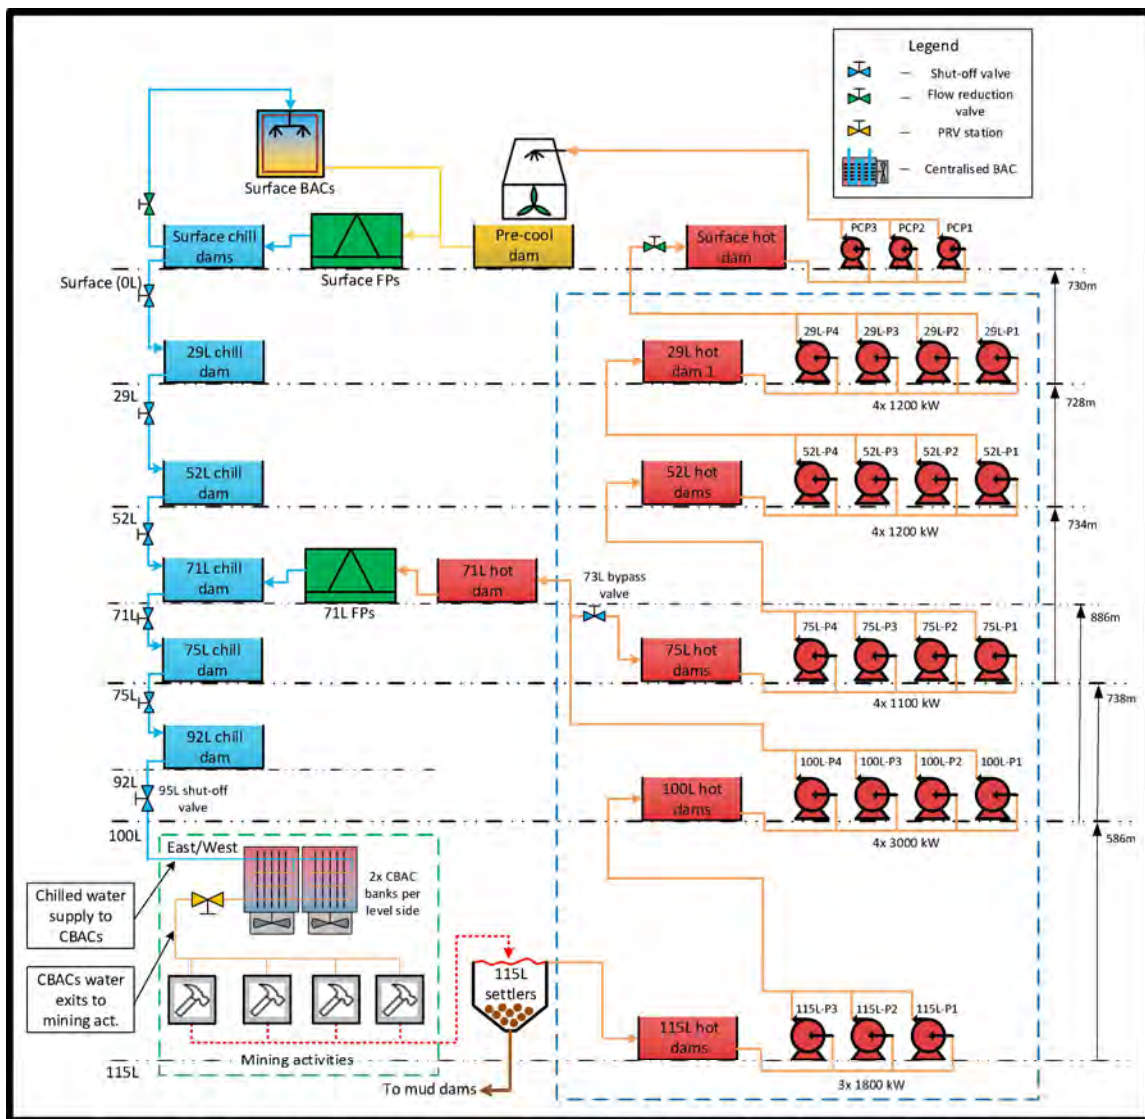 Legend
Shut-off valve
Flow reduction
valve
PRV station
Centralised BAC
Surface BACs
Surface chill
dams
Surface FPs
Pre-cool
dam
Surface hot
dam
PCP3
PCP2
PCP1
Surface (0L)
730m
29L chill
dam
29L hot
dam 1
29L-P4
29L-P3
29L-P2
29L-P1
4x 1200 kW
29L
728m
52L chill
dam
52L hot
dams
52L-P4
52L-P3
52L-P2
52L-P1
4x 1200 kW
52L
734m
71L chill
dam
71L FPs
71L hot
dam
73L bypass
valve
71L
886m
75L chill
dam
75L hot
dams
75L-P4
75L-P3
75L-P2
75L-P1
4x 1100 kW
75L
738m
92L chill
dam
92L
95L shut-off
valve
100L hot
dams
100L-P4
100L-P3
100L-P2
100L-P1
4x 3000 kW
100L
586m
East/West
2x CBAC
banks per
level side
Chilled water
supply to
CBACs
CBACs water
exits to
mining act.
Mining activities
115L
settlers
To mud dams
115L hot
dams
115L-P3
115L-P2
115L-P1
3x 1800 kW
115L